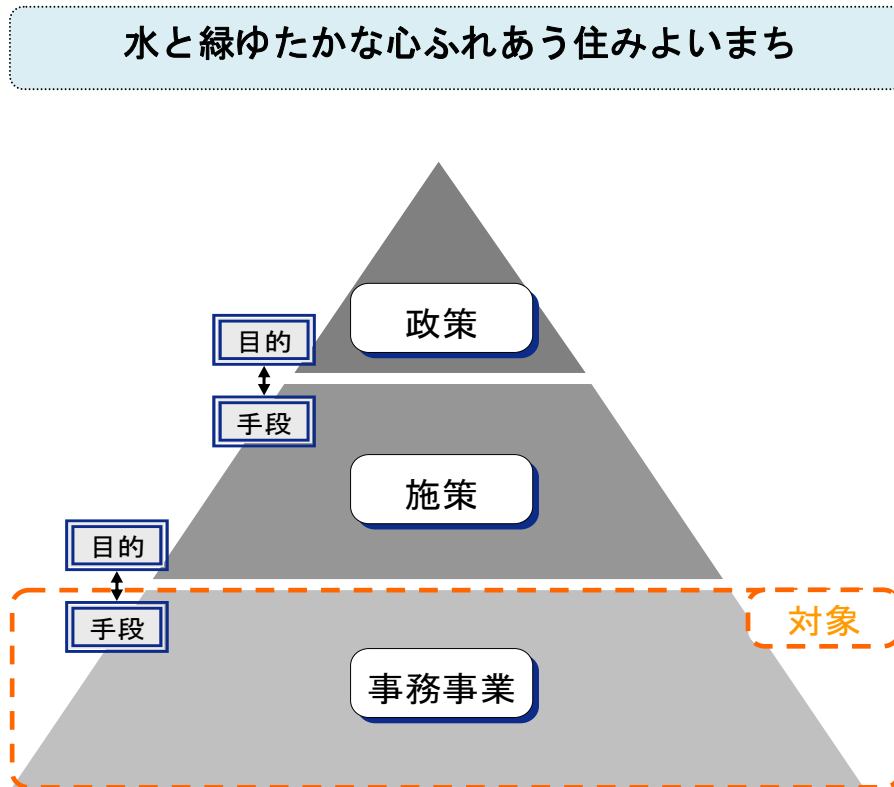 水と緑ゆたかな心ふれあう住みよいまち
政策
目的
手段
施策
目的
手段
対象
事務事業